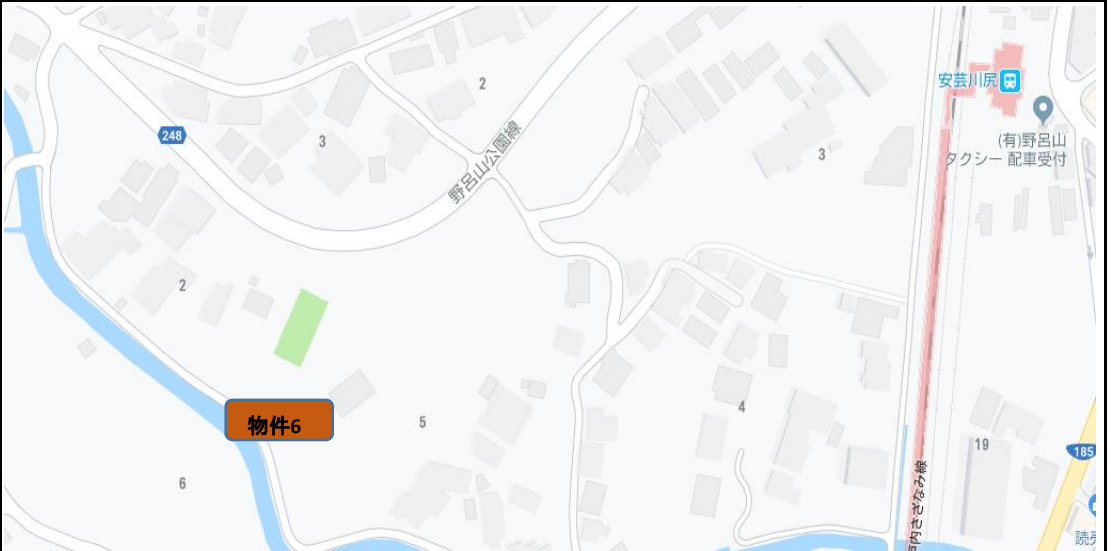 2
安芸川尻
248
3
野呂山公園線
(有)野呂山
タクシー 配車受付
3
2
物件6
5
4
6
19
185
戸内さざなみ線
読売